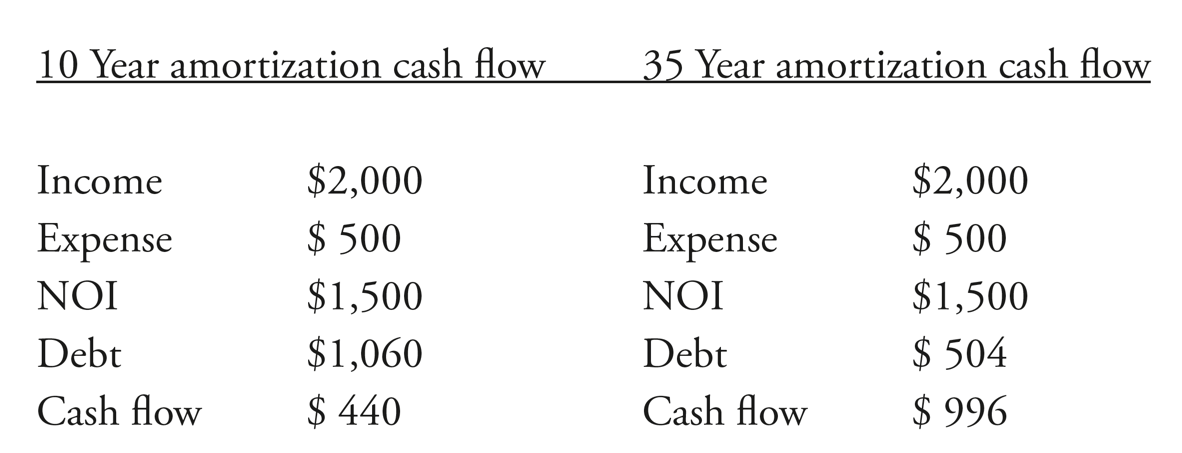 10 Year amortization cash flow 35 Year amortization cash flow
Income $2,000 Income $2,000
Expense $ 500 Expense $ 500
NOI $1,500 NOI $1,500
Debt $1,060 Debt $ 504
Cash flow $ 440 Cash flow $ 996